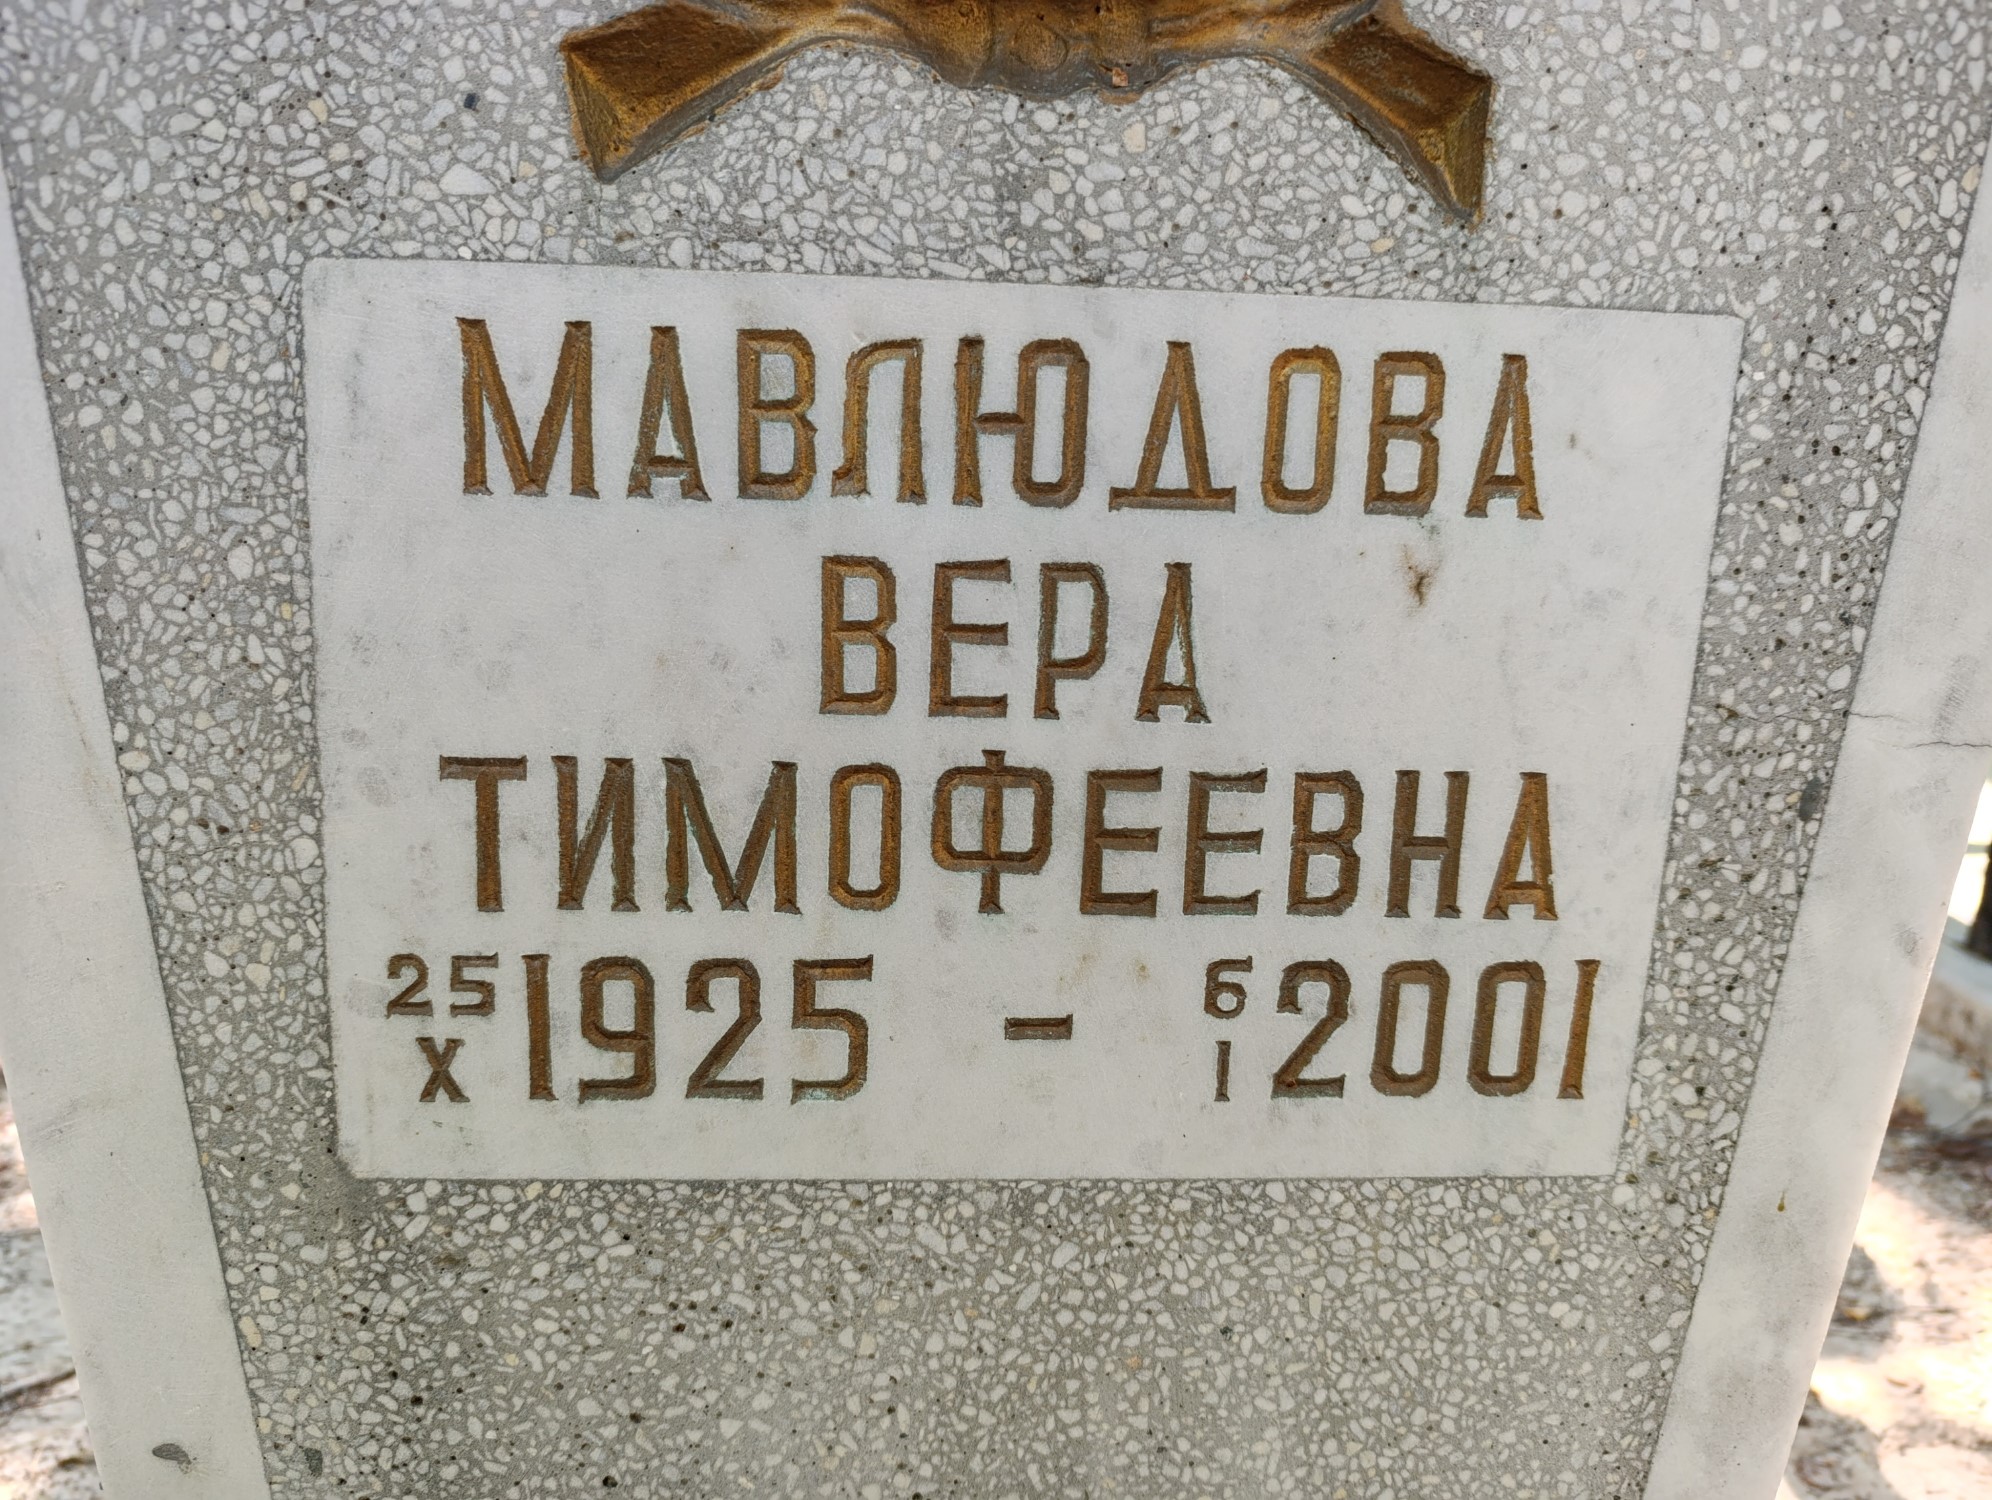 МАВЛЮДОВА
ВЕРА
ТИМОФЕЕВНА
25/X 1925 - 6/I 2001